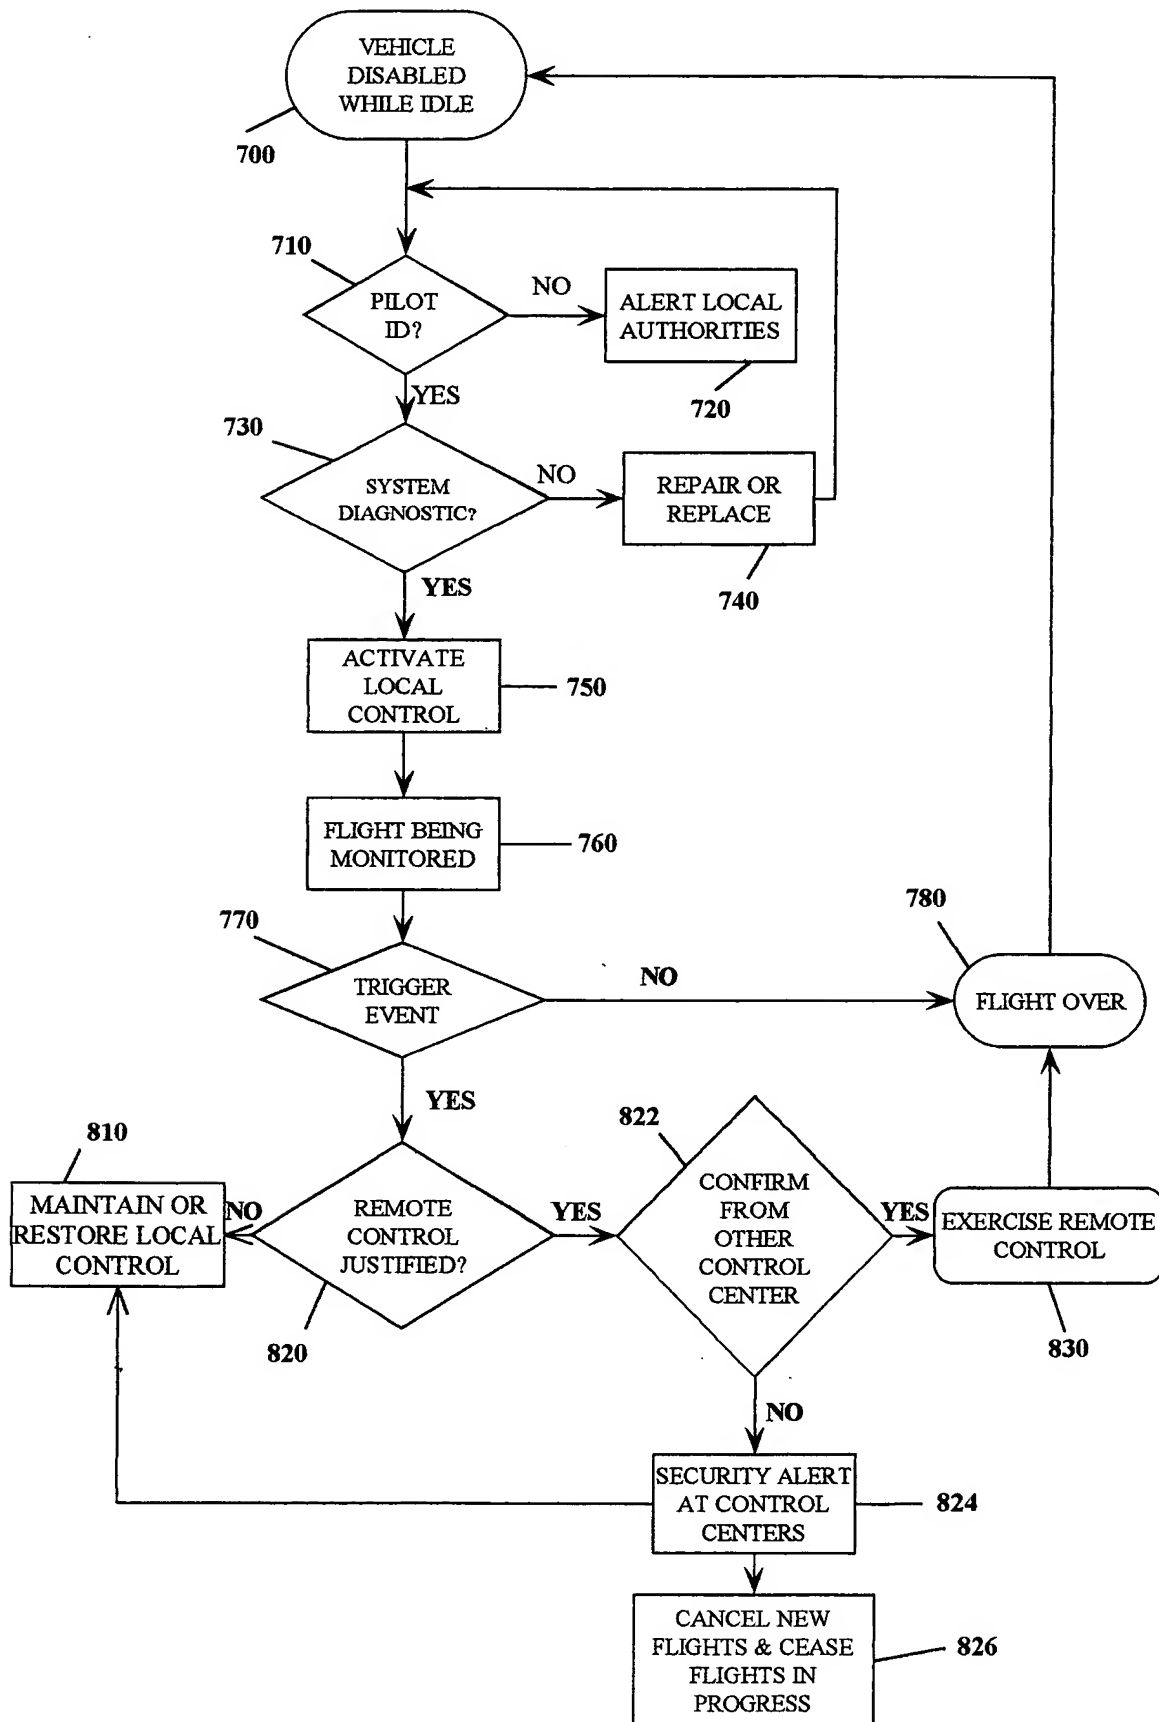 VEHICLE
DISABLED
WHILE IDLE
700
710
PILOT
ID?
NO
ALERT LOCAL
AUTHORITIES
720
YES
730
SYSTEM
DIAGNOSTIC?
NO
REPAIR OR
REPLACE
740
YES
ACTIVATE
LOCAL
CONTROL
750
FLIGHT BEING
MONITORED
760
770
TRIGGER
EVENT
NO
780
FLIGHT OVER
YES
810
MAINTAIN OR
RESTORE LOCAL
CONTROL
NO
REMOTE
CONTROL
JUSTIFIED?
820
YES
822
CONFIRM
FROM
OTHER
CONTROL
CENTER
YES
EXERCISE REMOTE
CONTROL
830
NO
SECURITY ALERT
AT CONTROL
CENTERS
824
CANCEL NEW
FLIGHTS & CEASE
FLIGHTS IN
PROGRESS
826